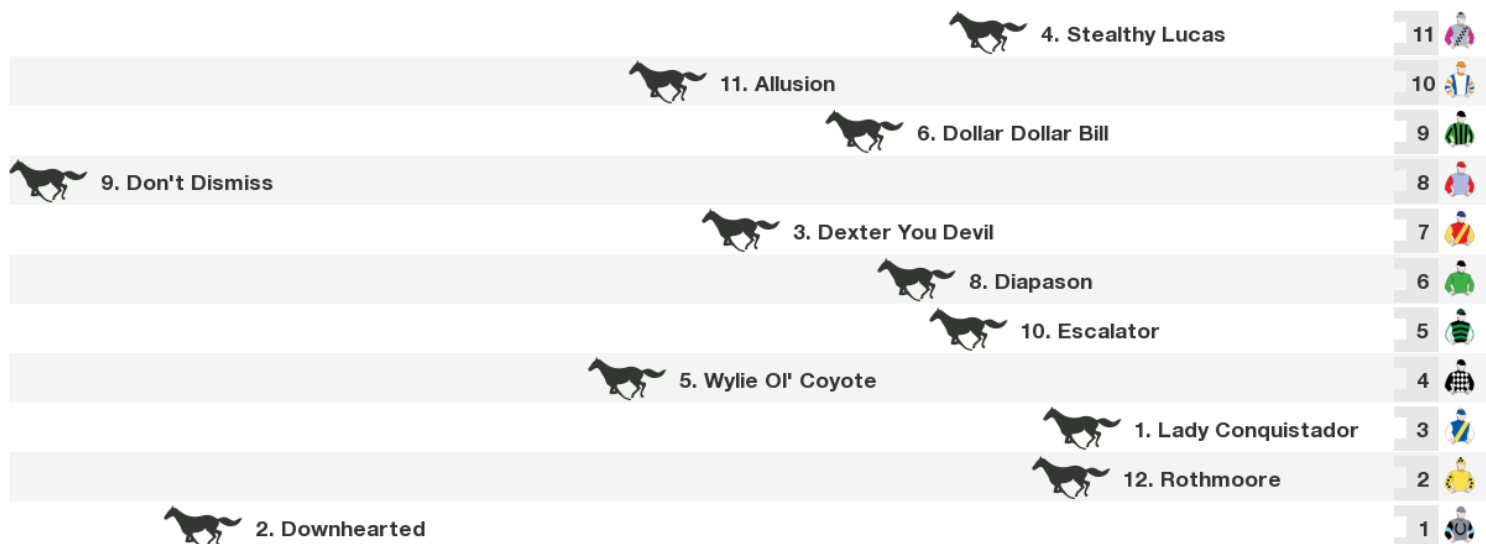 4. Stealthy Lucas 11
11. Allusion 10
6. Dollar Dollar Bill 9
9. Don't Dismiss 8
3. Dexter You Devil 7
8. Diapason 6
10. Escalator 5
5. Wylie Ol' Coyote 4
1. Lady Conquistador 3
12. Rothmoore 2
2. Downhearted 1